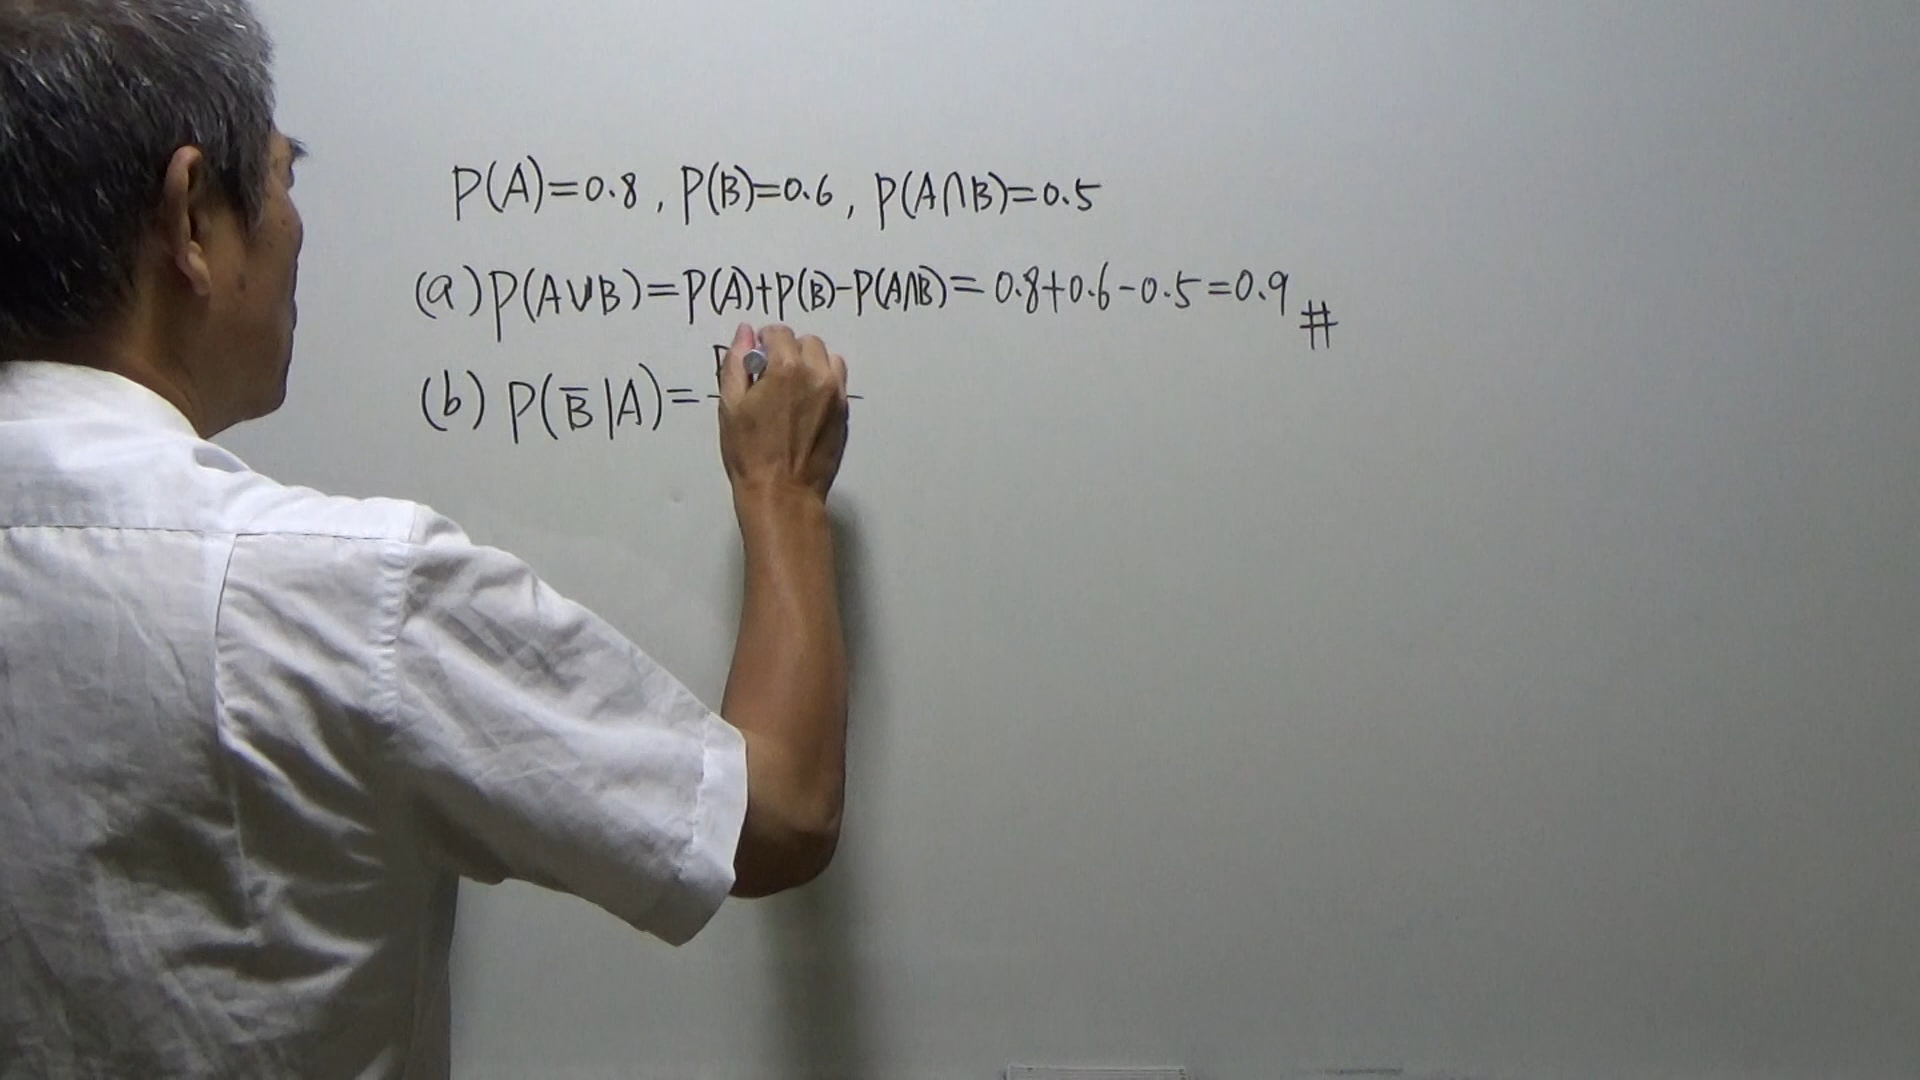 P(A)=0.8, P(B)=0.6, P(A∩B)=0.5
(a) P(A∪B)=P(A)+P(B)-P(A∩B)=0.8+0.6-0.5=0.9 #
(b) P(B̅|A)=